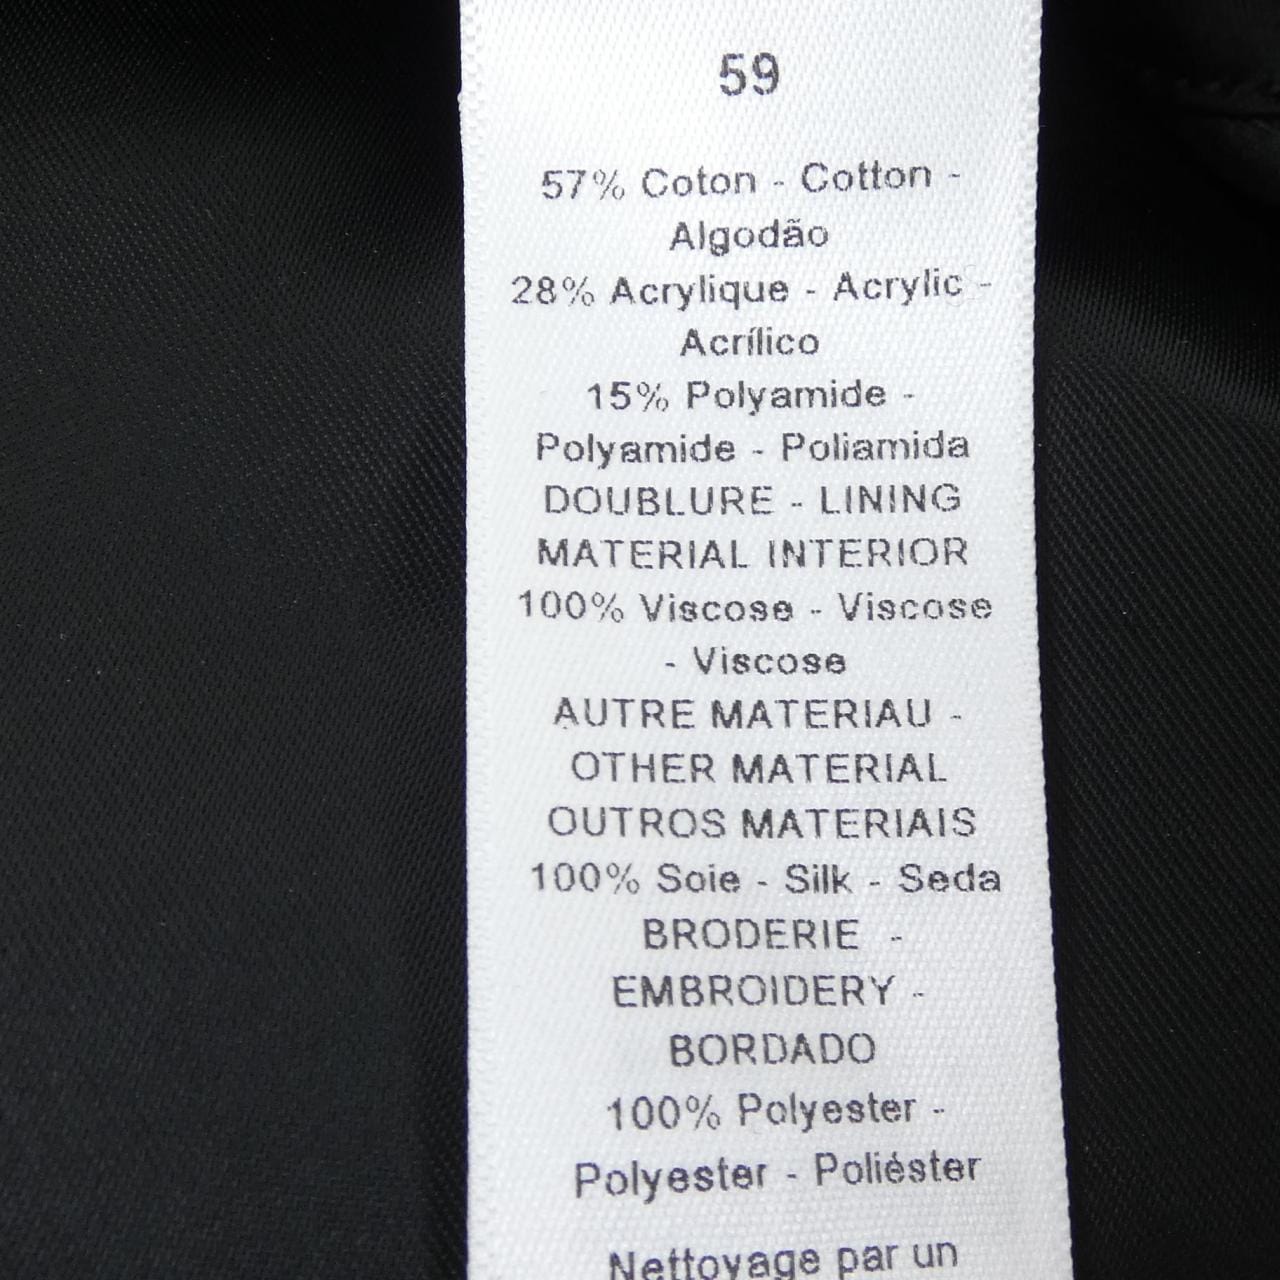 59
57% Coton - Cotton -
Algodão
28% Acrylique - Acrylic -
Acrílico
15% Polyamide -
Polyamide - Poliamida
DOUBLURE - LINING
MATERIAL INTERIOR
100% Viscose - Viscose
- Viscose
AUTRE MATERIAU -
OTHER MATERIAL
OUTROS MATERIAIS
100% Soie - Silk - Seda
BRODERIE -
EMBROIDERY -
BORDADO
100% Polyester -
Polyester - Poliéster
Nettoyage par un